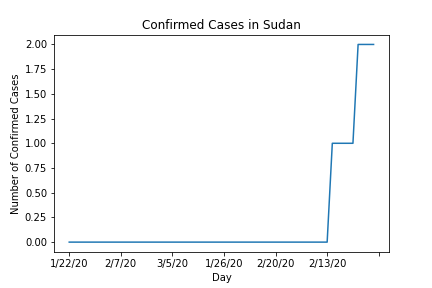 Confirmed Cases in Sudan
2.00
1.75
1.50
1.25
1.00
0.75
0.50
0.25
0.00
Number of Confirmed Cases
1/22/20 2/7/20 3/5/20 1/26/20 2/20/20 2/13/20
Day